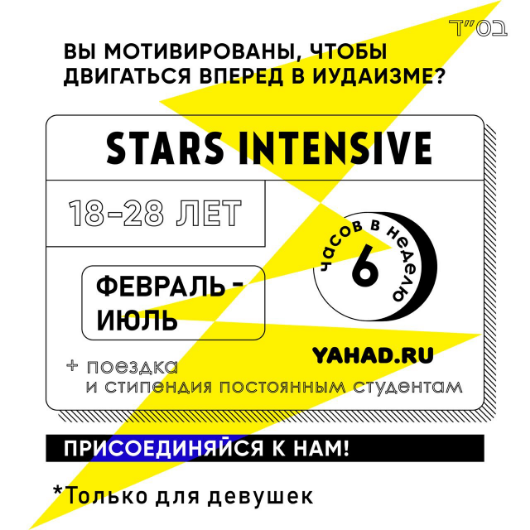 בס״ד
ВЫ МОТИВИРОВАНЫ, ЧТОБЫ
ДВИГАТЬСЯ ВПЕРЕД В ИУДАИЗМЕ?
STARS INTENSIVE
18-28 ЛЕТ
часов в неделю
6
ФЕВРАЛЬ -
ИЮЛЬ
YAHAD.RU
+ поездка
и стипендия постоянным студентам
ПРИСОЕДИНЯЙСЯ К НАМ!
*Только для девушек